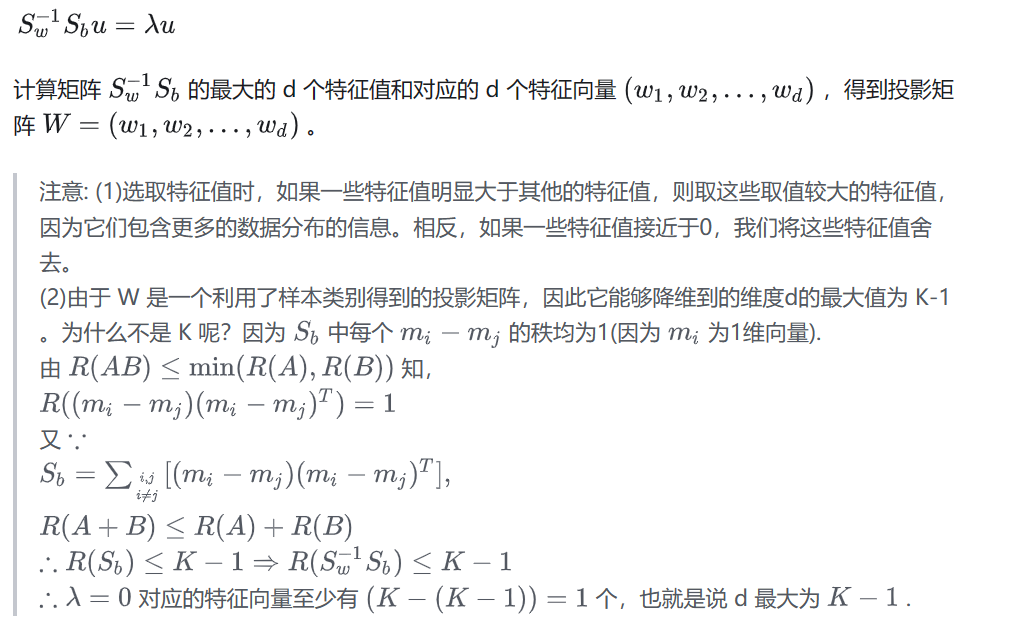 $S_w^{-1} S_b u = \lambda u$
计算矩阵 $S_w^{-1} S_b$ 的最大的 d 个特征值和对应的 d 个特征向量 $(w_1, w_2, \ldots, w_d)$ ，得到投影矩
阵 $W = (w_1, w_2, \ldots, w_d)$ 。
注意: (1)选取特征值时，如果一些特征值明显大于其他的特征值，则取这些取值较大的特征值，
因为它们包含更多的数据分布的信息。相反，如果一些特征值接近于0，我们将这些特征值舍
去。
(2)由于 W 是一个利用了样本类别得到的投影矩阵，因此它能够降维到的维度d的最大值为 K-1
。为什么不是 K 呢？因为 $S_b$ 中每个 $m_i - m_j$ 的秩均为1(因为 $m_i$ 为1维向量).
由 $R(AB) \leq \min(R(A), R(B))$ 知，
$R((m_i - m_j)(m_i - m_j)^T) = 1$
又 ∵
$S_b = \sum_{\substack{i,j \\ i \neq j}} [(m_i - m_j)(m_i - m_j)^T],$
$R(A + B) \leq R(A) + R(B)$
$\therefore R(S_b) \leq K - 1 \Rightarrow R(S_w^{-1} S_b) \leq K - 1$
$\therefore \lambda = 0$ 对应的特征向量至少有 $(K - (K - 1)) = 1$ 个，也就是说 d 最大为 $K - 1$ .